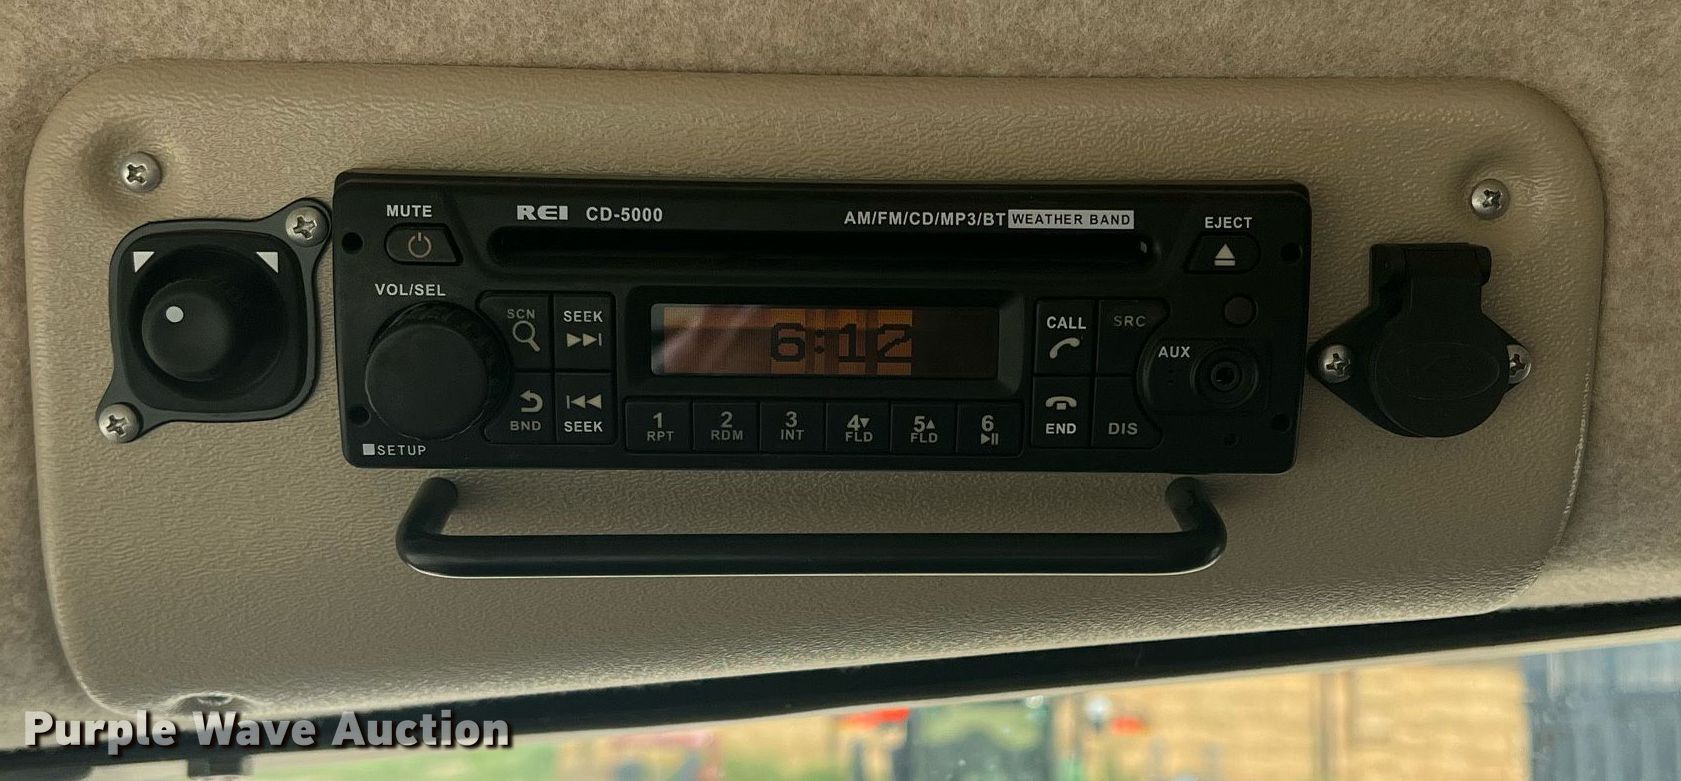 MUTE
REI CD-5000
AM/FM/CD/MP3/BT WEATHER BAND
EJECT
VOL/SEL
SCN
SEEK
6:12
CALL
SRC
AUX
BND
SEEK
1
RPT
2
RDM
3
INT
4
FLD
5
FLD
6
END
DIS
SETUP
Purple Wave Auction